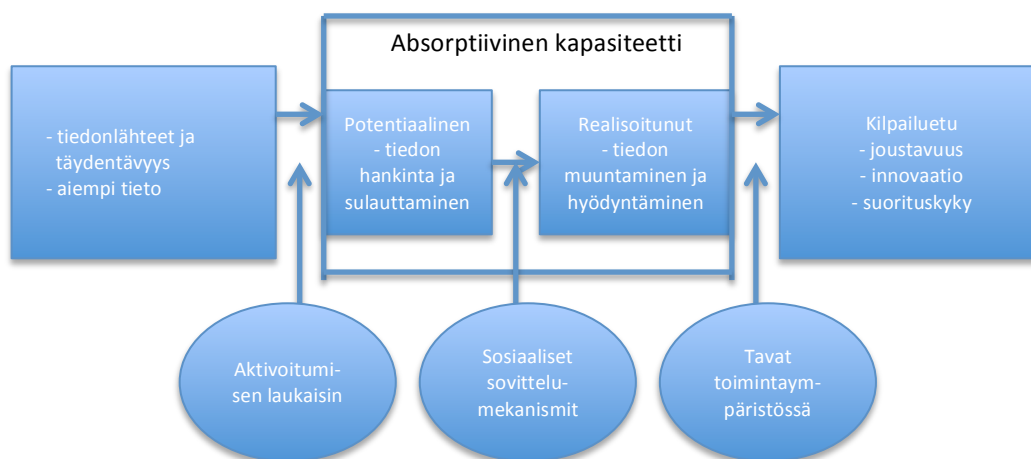 Absorptiivinen kapasiteetti
- tiedonlähteet ja
täydentävyys
- aiempi tieto
Potentiaalinen
- tiedon
hankinta ja
sulauttaminen
Realisoitunut
- tiedon
muuntaminen ja
hyödyntäminen
Kilpailuetu
- joustavuus
- innovaatio
- suorituskyky
Aktivoitumi-
sen laukaisin
Sosiaaliset
sovittelu-
mekanismit
Tavat
toimintaym-
päristössä